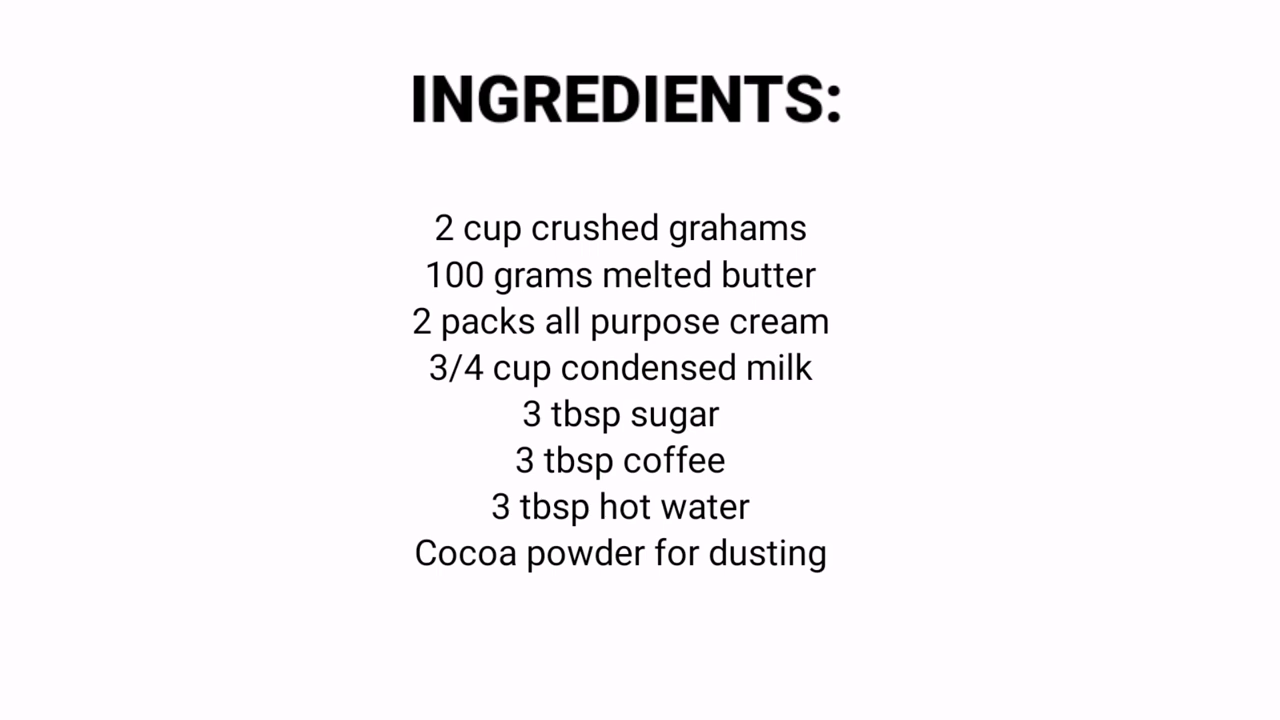 INGREDIENTS:
2 cup crushed grahams
100 grams melted butter
2 packs all purpose cream
3/4 cup condensed milk
3 tbsp sugar
3 tbsp coffee
3 tbsp hot water
Cocoa powder for dusting